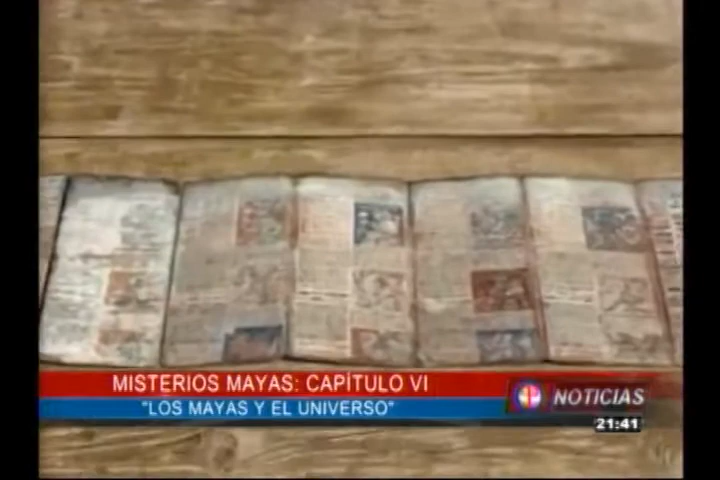 MISTERIOS MAYAS: CAPÍTULO VI
"LOS MAYAS Y EL UNIVERSO"
NOTICIAS
21:41